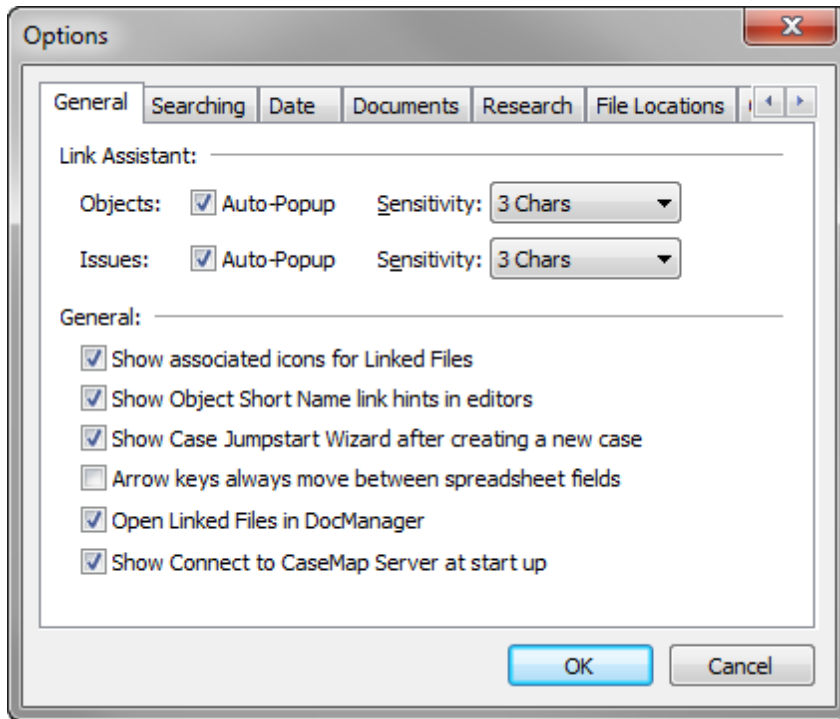 Options
General Searching Date Documents Research File Locations
Link Assistant:
Objects: Auto-Popup Sensitivity: 3 Chars
Issues: Auto-Popup Sensitivity: 3 Chars
General:
Show associated icons for Linked Files
Show Object Short Name link hints in editors
Show Case Jumpstart Wizard after creating a new case
Arrow keys always move between spreadsheet fields
Open Linked Files in DocManager
Show Connect to CaseMap Server at start up
OK Cancel